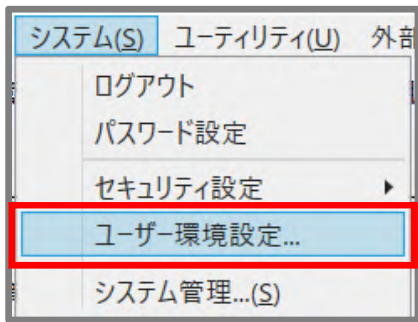 システム(S) ユーティリティ(U) 外部
ログアウト
パスワード設定
セキュリティ設定
ユーザー環境設定...
システム管理...(S)